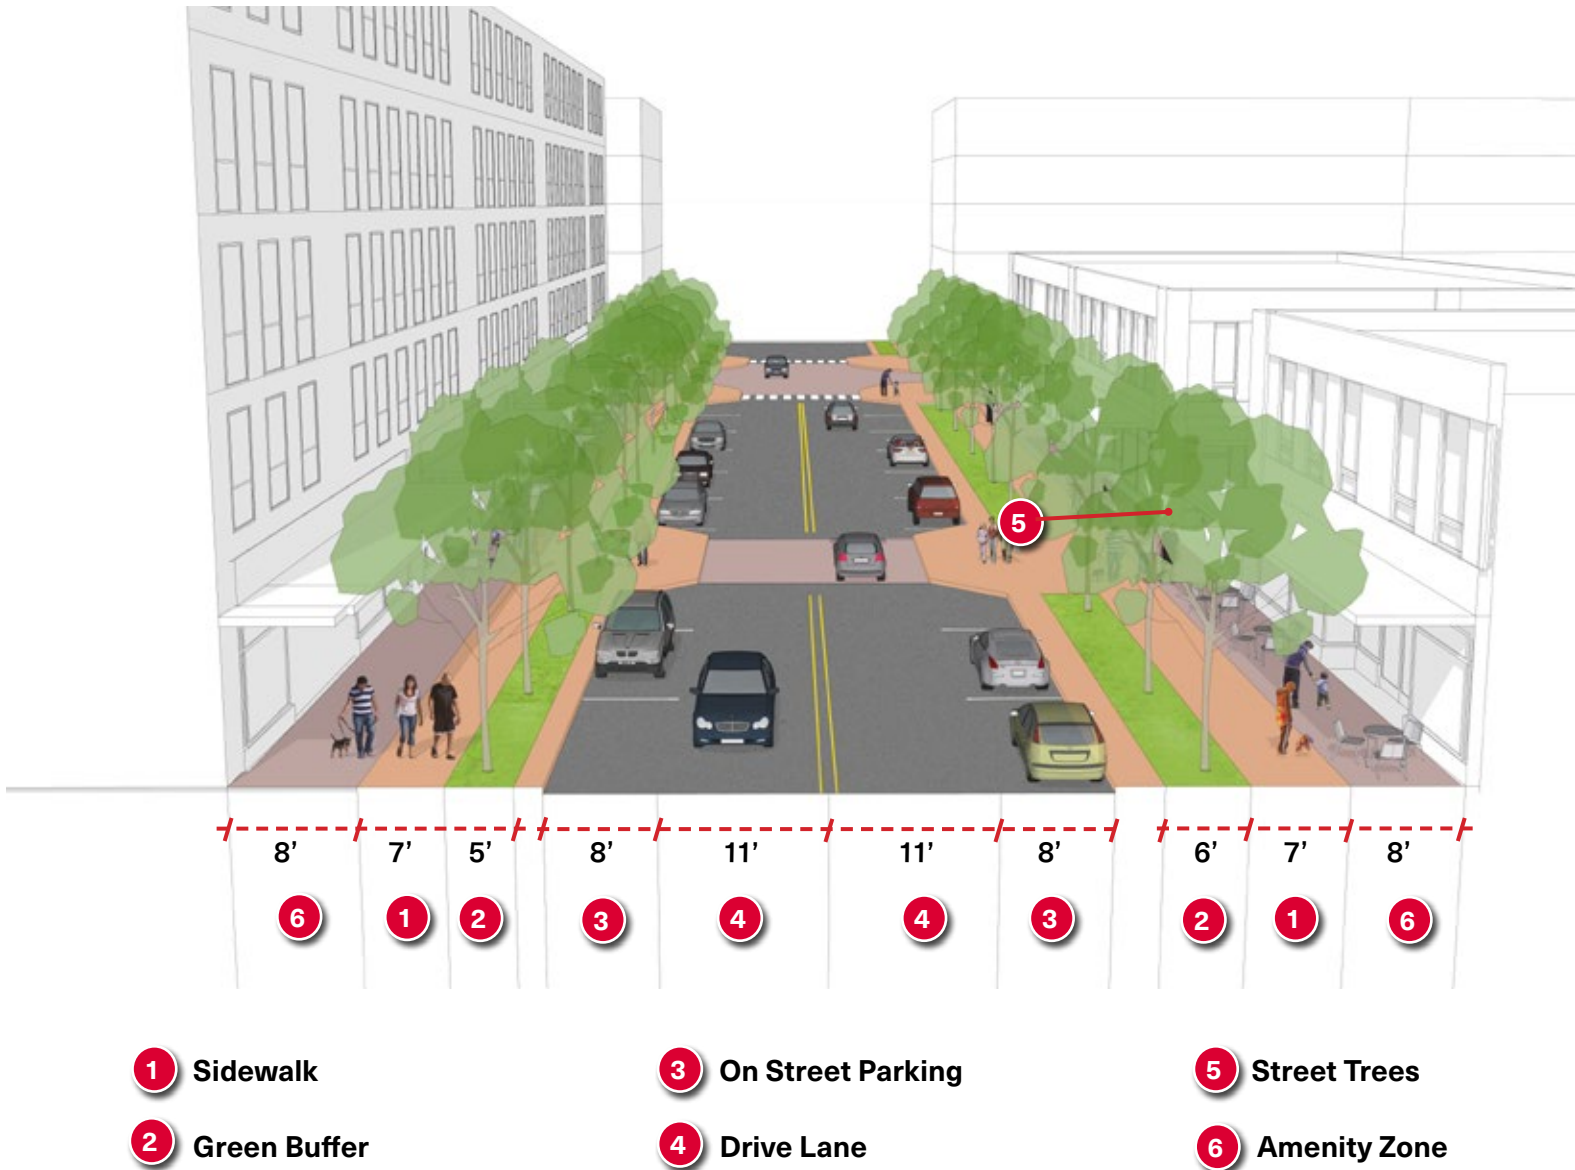 5
8’ 7’ 5’ 8’ 11’ 11’ 8’ 6’ 7’ 8’
6 1 2 3 4 4 3 2 1 6
1 Sidewalk
3 On Street Parking
5 Street Trees
2 Green Buffer
4 Drive Lane
6 Amenity Zone